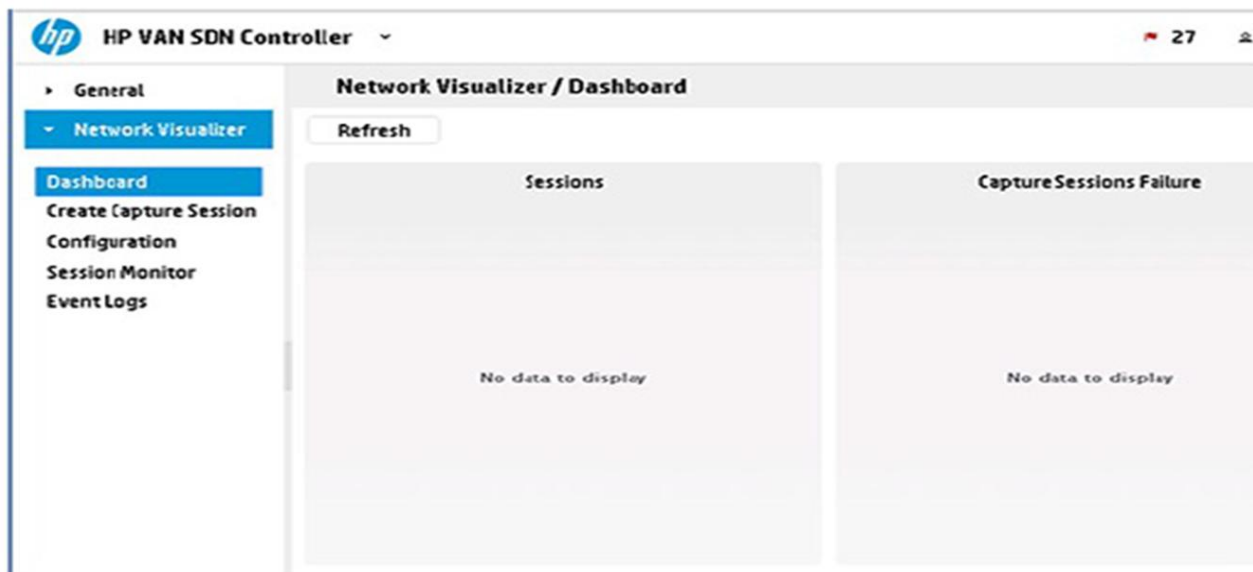 hp HP VAN SDN Controller 27
General
Network Visualizer / Dashboard
Network Visualizer
Refresh
Dashboard
Create Capture Session
Configuration
Session Monitor
Event Logs
Sessions
No data to display
Capture Sessions Failure
No data to display